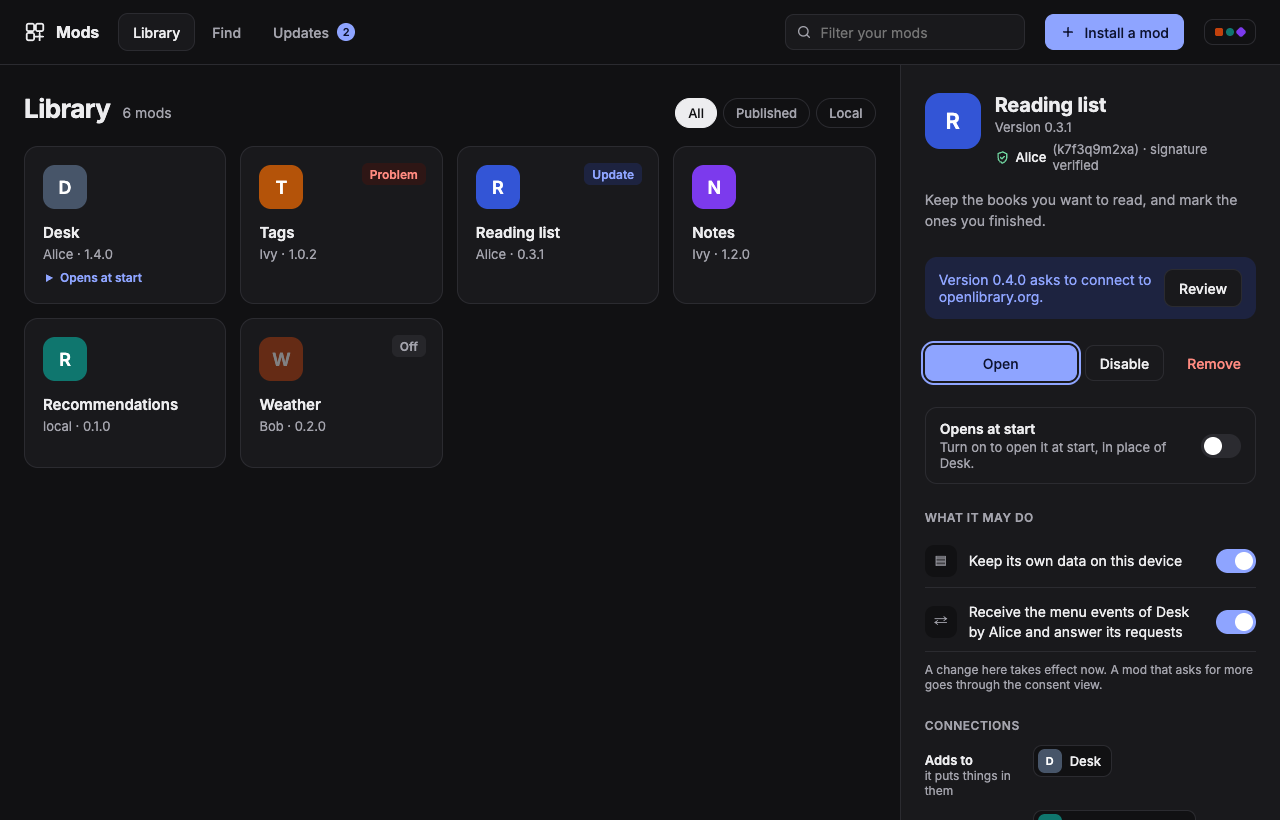 Mods
Library
Find
Updates 2
Filter your mods
Install a mod
Library 6 mods
All
Published
Local
D
Desk
Alice · 1.4.0
Opens at start
T
Problem
Tags
Ivy · 1.0.2
R
Update
Reading list
Alice · 0.3.1
N
Notes
Ivy · 1.2.0
R
Recommendations
local · 0.1.0
W
Off
Weather
Bob · 0.2.0
R
Reading list
Version 0.3.1
Alice (k7f3q9m2xa) · signature
verified
Keep the books you want to read, and mark the
ones you finished.
Version 0.4.0 asks to connect to
openlibrary.org.
Review
Open
Disable
Remove
Opens at start
Turn on to open it at start, in place of
Desk.
WHAT IT MAY DO
Keep its own data on this device
Receive the menu events of Desk
by Alice and answer its requests
A change here takes effect now. A mod that asks for more
goes through the consent view.
CONNECTIONS
Adds to
it puts things in
them
D Desk